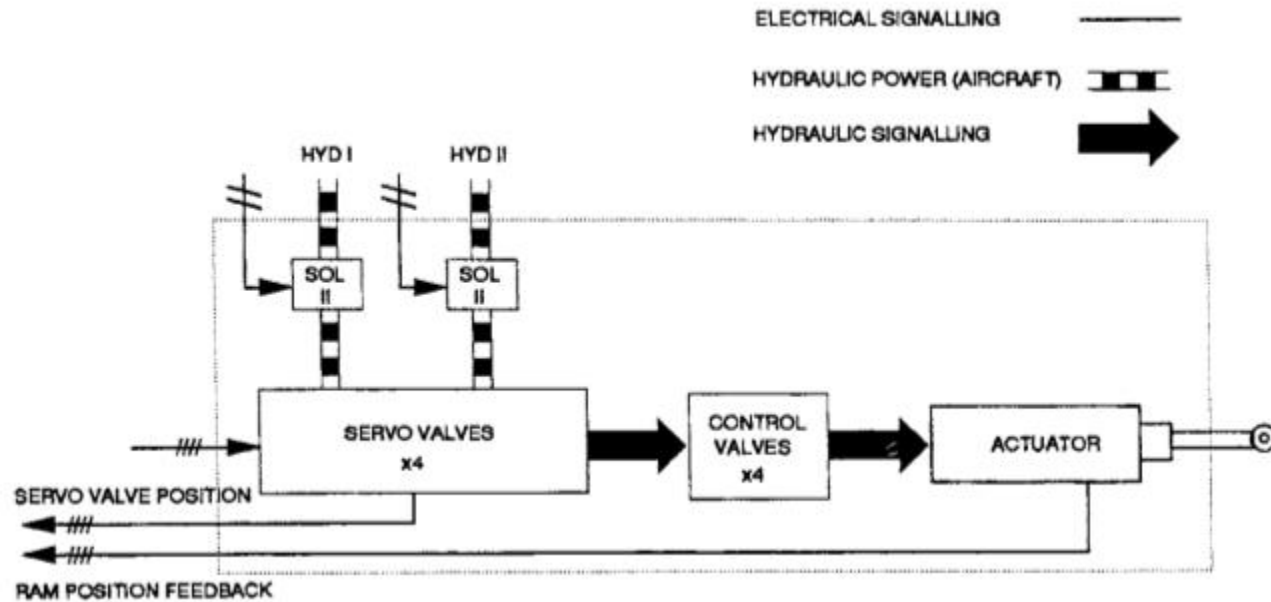 ELECTRICAL SIGNALLING
HYDRAULIC POWER (AIRCRAFT)
HYDRAULIC SIGNALLING
HYD I
HYD II
SOL
II
SOL
II
SERVO VALVES
x4
CONTROL
VALVES
x4
ACTUATOR
SERVO VALVE POSITION
RAM POSITION FEEDBACK